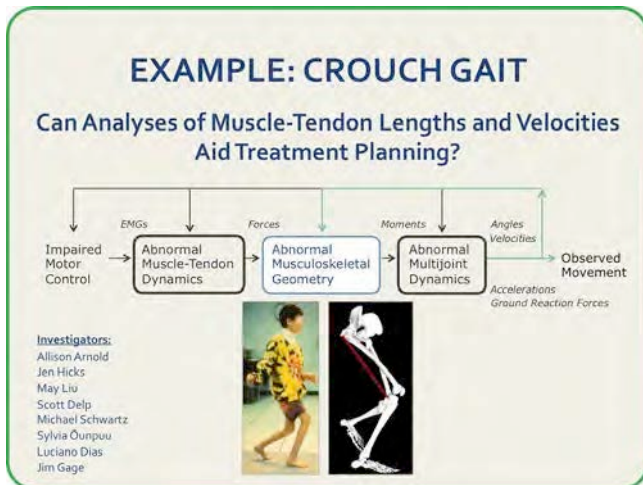 EXAMPLE: CROUCH GAIT
Can Analyses of Muscle-Tendon Lengths and Velocities
Aid Treatment Planning?
EMGs
Forces
Moments
Angles
Velocities
Impaired
Motor
Control
Abnormal
Muscle-Tendon
Dynamics
Abnormal
Musculoskeletal
Geometry
Abnormal
Multijoint
Dynamics
Observed
Movement
Accelerations
Ground Reaction Forces
Investigators:
Allison Arnold
Jen Hicks
May Liu
Scott Delp
Michael Schwartz
Sylvia Õunpuu
Luciano Dias
Jim Gage